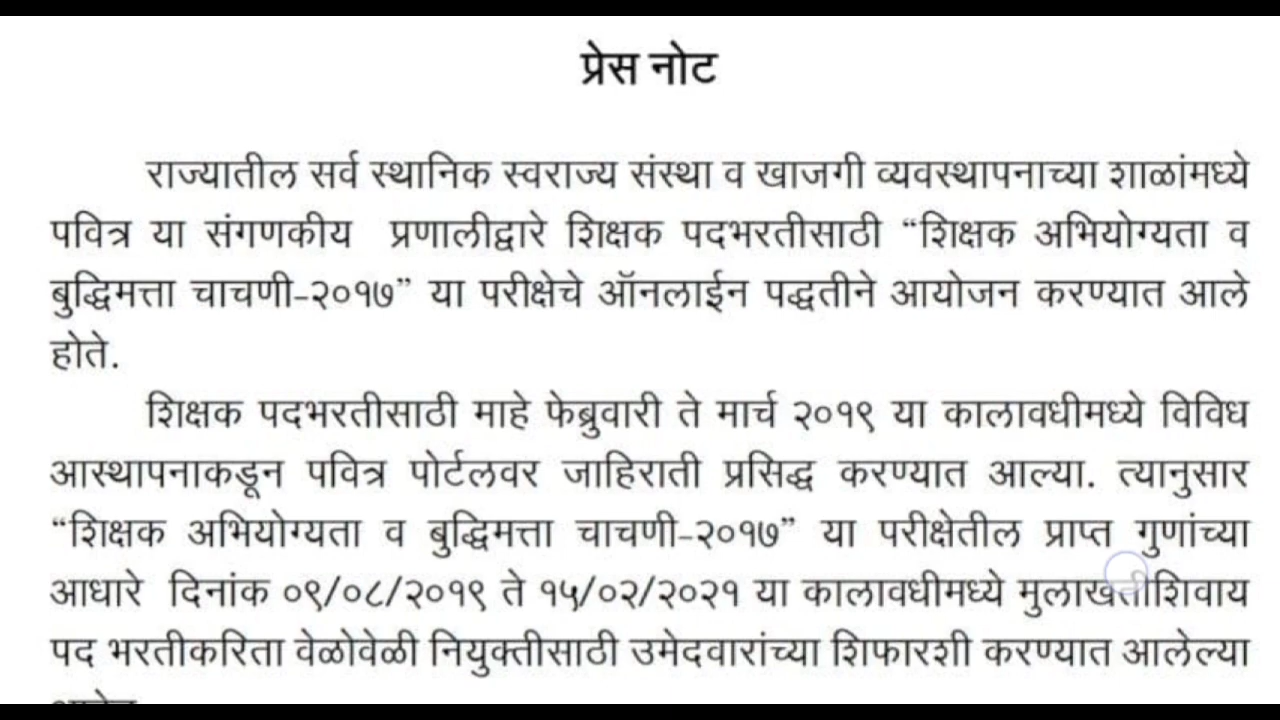 प्रेस नोट
राज्यातील सर्व स्थानिक स्वराज्य संस्था व खाजगी व्यवस्थापनाच्या शाळांमध्ये
पवित्र या संगणकीय प्रणालीद्वारे शिक्षक पदभरतीसाठी “शिक्षक अभियोग्यता व
बुद्धिमत्ता चाचणी-२०१७” या परीक्षेचे ऑनलाईन पद्धतीने आयोजन करण्यात आले
होते.
शिक्षक पदभरतीसाठी माहे फेब्रुवारी ते मार्च २०१९ या कालावधीमध्ये विविध
आस्थापनाकडून पवित्र पोर्टलवर जाहिराती प्रसिद्ध करण्यात आल्या. त्यानुसार
“शिक्षक अभियोग्यता व बुद्धिमत्ता चाचणी-२०१७” या परीक्षेतील प्राप्त गुणांच्या
आधारे दिनांक ०९/०८/२०१९ ते १५/०२/२०२१ या कालावधीमध्ये मुलाखतीशिवाय
पद भरतीकरिता वेळोवेळी नियुक्तीसाठी उमेदवारांच्या शिफारशी करण्यात आलेल्या